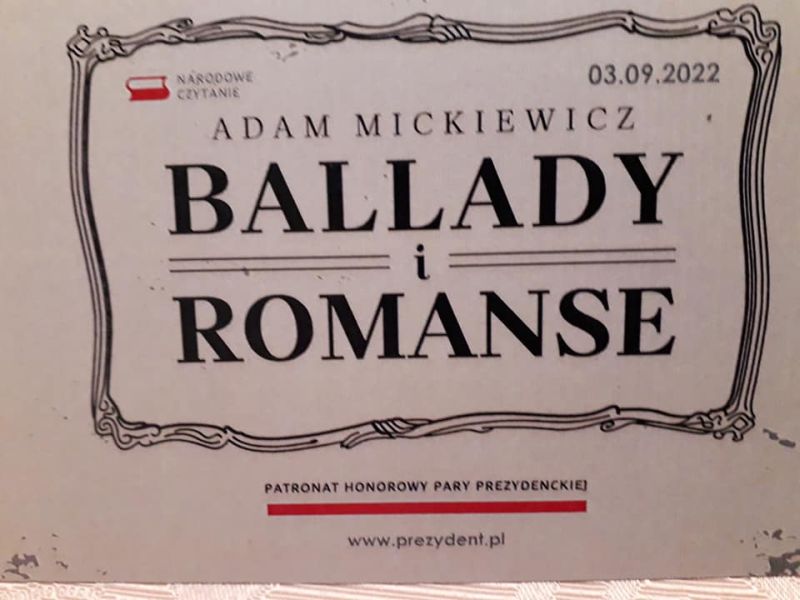 NARODOWE
CZYTANIE
03.09.2022
ADAM MICKIEWICZ
BALLADY
i
ROMANSE
PATRONAT HONOROWY PARY PREZYDENCKIEJ
www.prezydent.pl